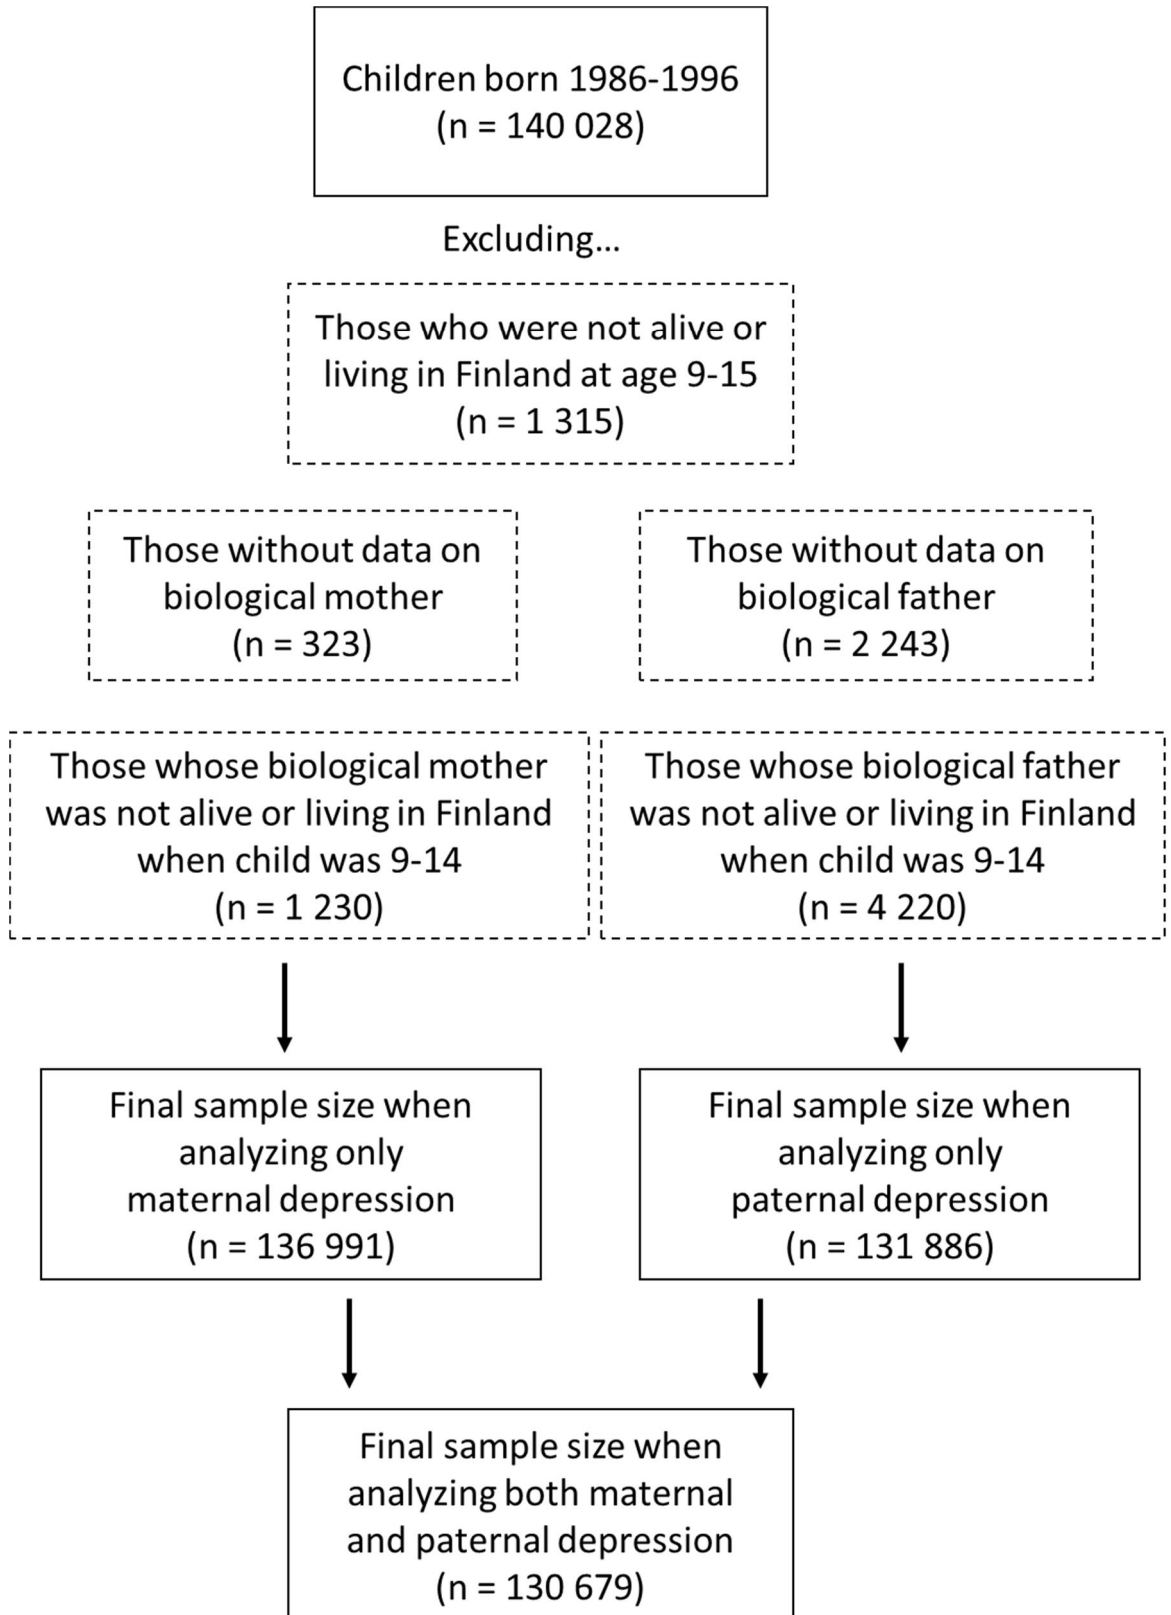 Children born 1986-1996
(n = 140 028)
Excluding...
Those who were not alive or
living in Finland at age 9-15
(n = 1 315)
Those without data on
biological mother
(n = 323)
Those without data on
biological father
(n = 2 243)
Those whose biological mother
was not alive or living in Finland
when child was 9-14
(n = 1 230)
Those whose biological father
was not alive or living in Finland
when child was 9-14
(n = 4 220)
Final sample size when
analyzing only
maternal depression
(n = 136 991)
Final sample size when
analyzing only
paternal depression
(n = 131 886)
Final sample size when
analyzing both maternal
and paternal depression
(n = 130 679)